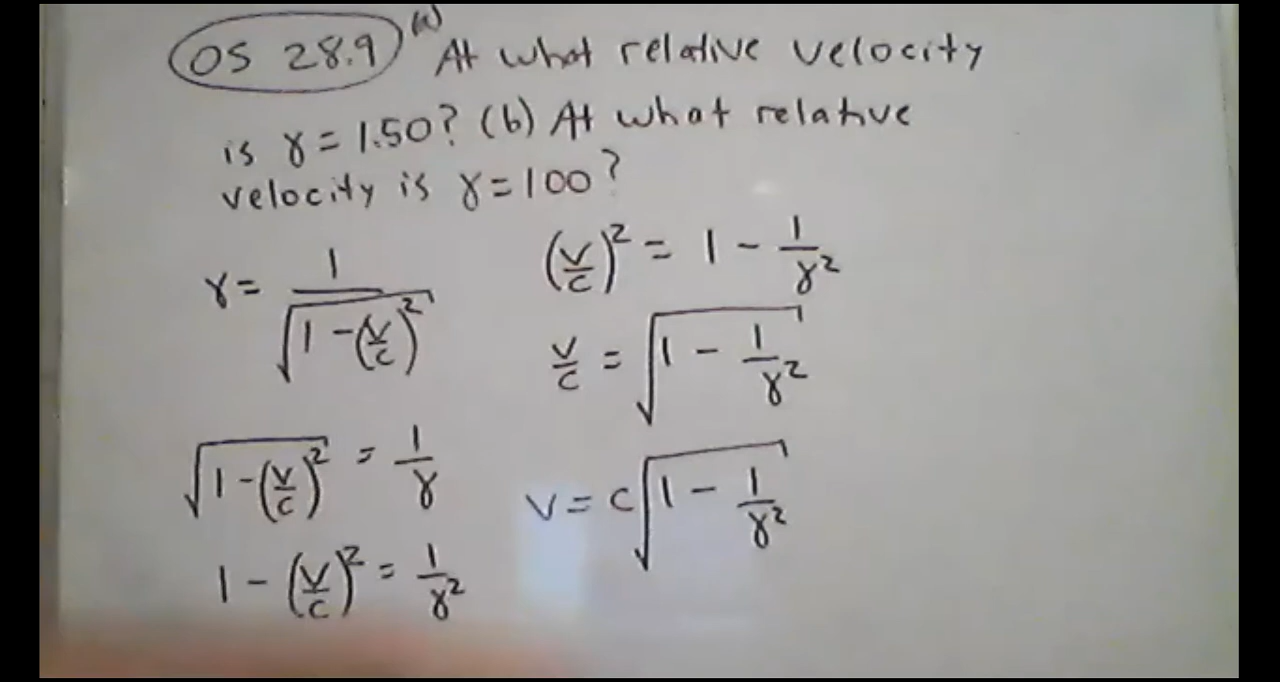 OS 28.9 (a) At what relative velocity
is γ = 1.50? (b) At what relative
velocity is γ = 100?
γ = 1/√(1 - (v/c)²)
√(1 - (v/c)²) = 1/γ
1 - (v/c)² = 1/γ²
(v/c)² = 1 - 1/γ²
v/c = √(1 - 1/γ²)
v = c√(1 - 1/γ²)